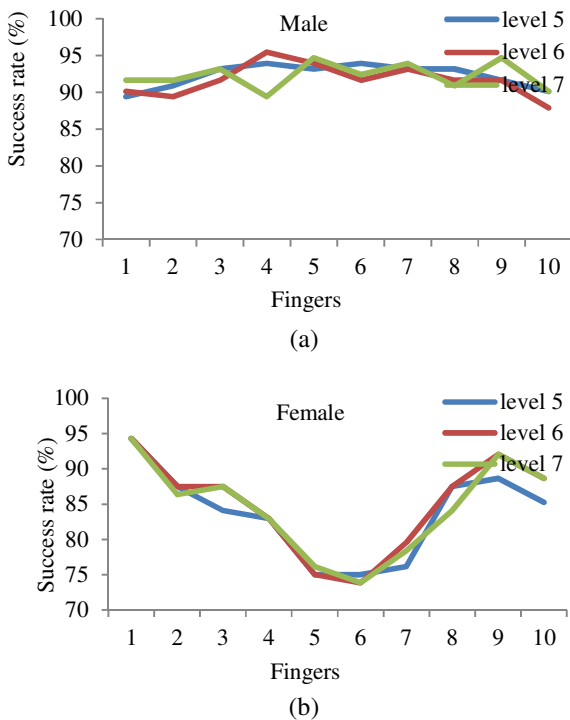 Male
level 5
level 6
level 7
Success rate (%)
100
95
90
85
80
75
70
1 2 3 4 5 6 7 8 9 10
Fingers
(a)
Female
level 5
level 6
level 7
Success rate (%)
100
95
90
85
80
75
70
1 2 3 4 5 6 7 8 9 10
Fingers
(b)